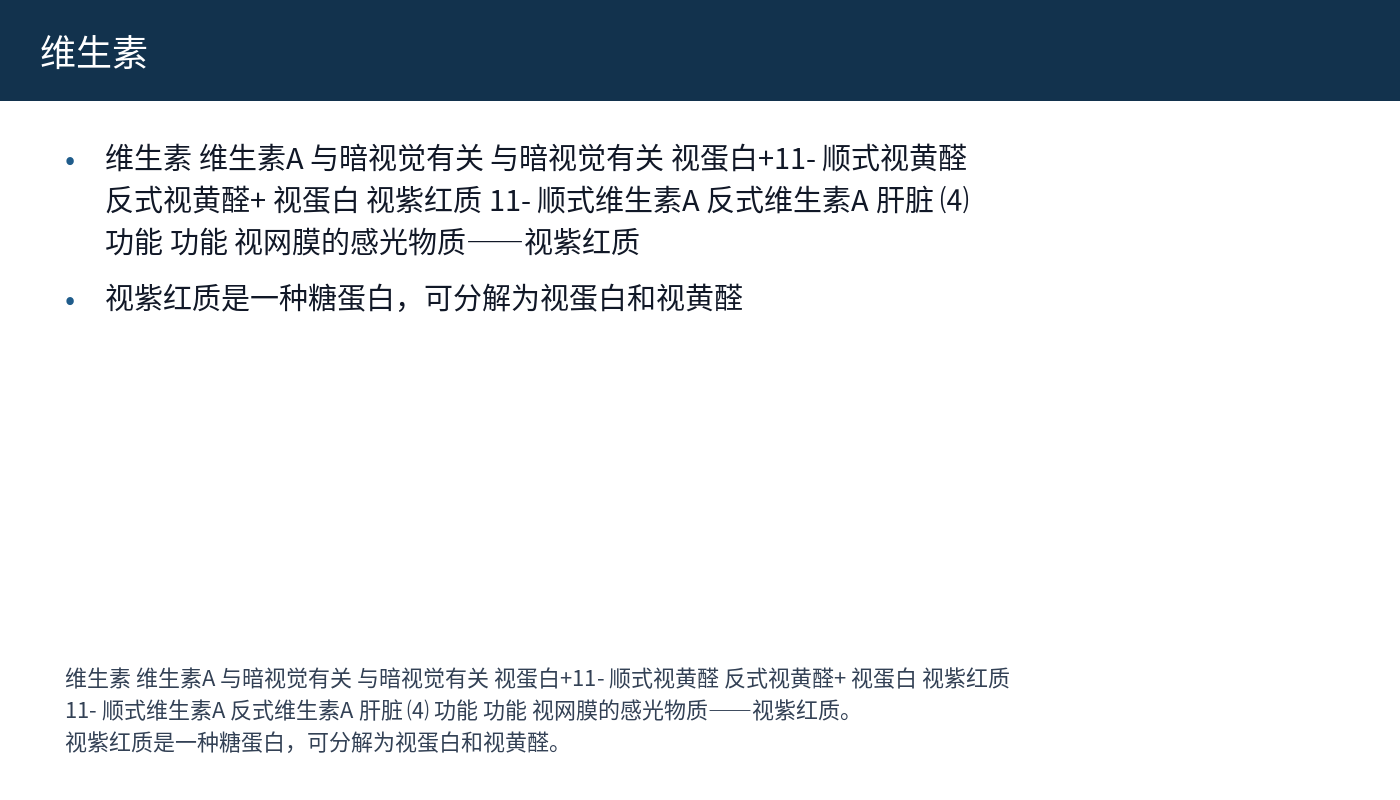 维生素
• 维生素 维生素A 与暗视觉有关 与暗视觉有关 视蛋白+11- 顺式视黄醛
反式视黄醛+ 视蛋白 视紫红质 11- 顺式维生素A 反式维生素A 肝脏 ⑷
功能 功能 视网膜的感光物质——视紫红质
• 视紫红质是一种糖蛋白，可分解为视蛋白和视黄醛
维生素 维生素A 与暗视觉有关 与暗视觉有关 视蛋白+11- 顺式视黄醛 反式视黄醛+ 视蛋白 视紫红质
11- 顺式维生素A 反式维生素A 肝脏 ⑷ 功能 功能 视网膜的感光物质——视紫红质。
视紫红质是一种糖蛋白，可分解为视蛋白和视黄醛。